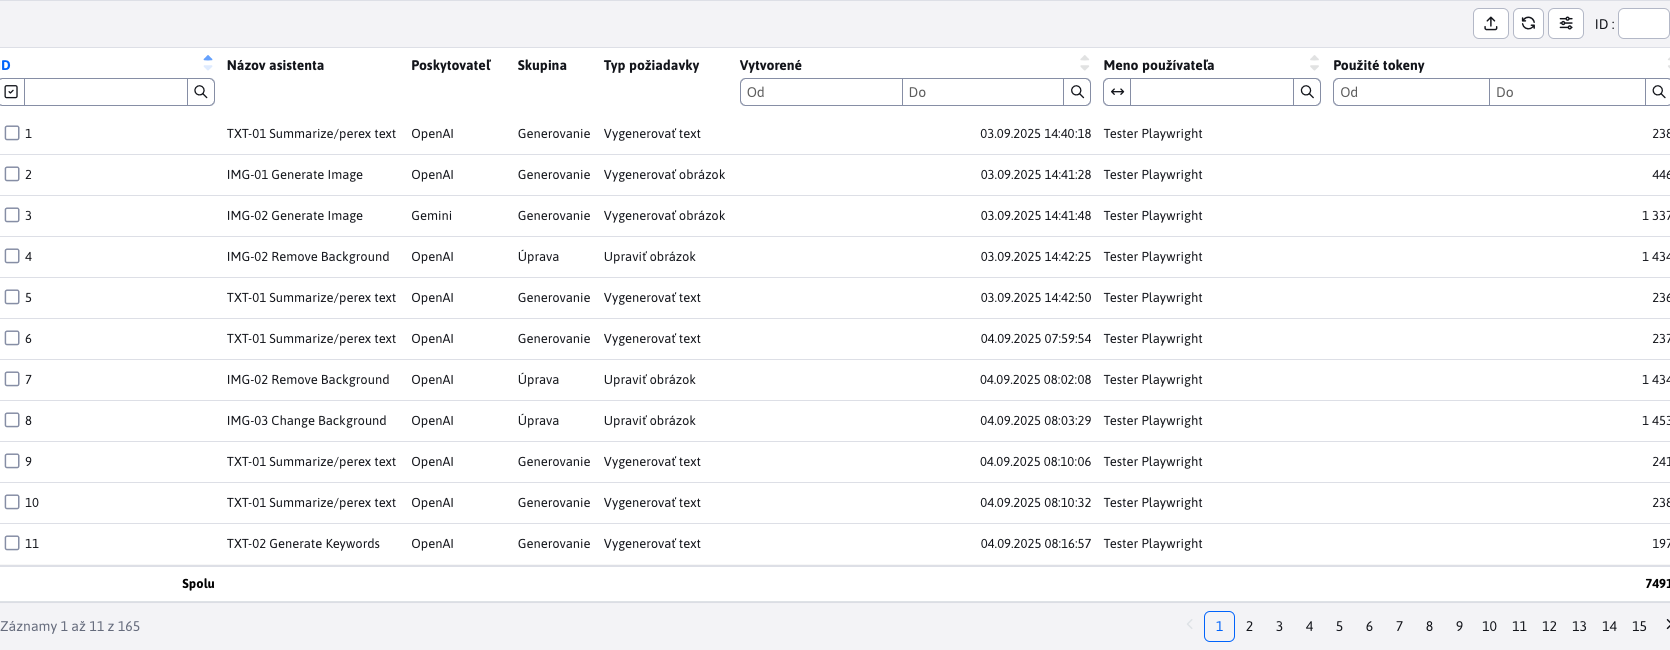 ID :
D Názov asistenta Poskytovateľ Skupina Typ požiadavky Vytvorené Meno používateľa Použité tokeny
Od Do Od Do
1 TXT-01 Summarize/perex text OpenAI Generovanie Vygenerovať text 03.09.2025 14:40:18 Tester Playwright 238
2 IMG-01 Generate Image OpenAI Generovanie Vygenerovať obrázok 03.09.2025 14:41:28 Tester Playwright 446
3 IMG-02 Generate Image Gemini Generovanie Vygenerovať obrázok 03.09.2025 14:41:48 Tester Playwright 1 337
4 IMG-02 Remove Background OpenAI Úprava Upraviť obrázok 03.09.2025 14:42:25 Tester Playwright 1 434
5 TXT-01 Summarize/perex text OpenAI Generovanie Vygenerovať text 03.09.2025 14:42:50 Tester Playwright 236
6 TXT-01 Summarize/perex text OpenAI Generovanie Vygenerovať text 04.09.2025 07:59:54 Tester Playwright 237
7 IMG-02 Remove Background OpenAI Úprava Upraviť obrázok 04.09.2025 08:02:08 Tester Playwright 1 434
8 IMG-03 Change Background OpenAI Úprava Upraviť obrázok 04.09.2025 08:03:29 Tester Playwright 1 453
9 TXT-01 Summarize/perex text OpenAI Generovanie Vygenerovať text 04.09.2025 08:10:06 Tester Playwright 241
10 TXT-01 Summarize/perex text OpenAI Generovanie Vygenerovať text 04.09.2025 08:10:32 Tester Playwright 238
11 TXT-02 Generate Keywords OpenAI Generovanie Vygenerovať text 04.09.2025 08:16:57 Tester Playwright 197
Spolu 7491
Záznamy 1 až 11 z 165 1 2 3 4 5 6 7 8 9 10 11 12 13 14 15